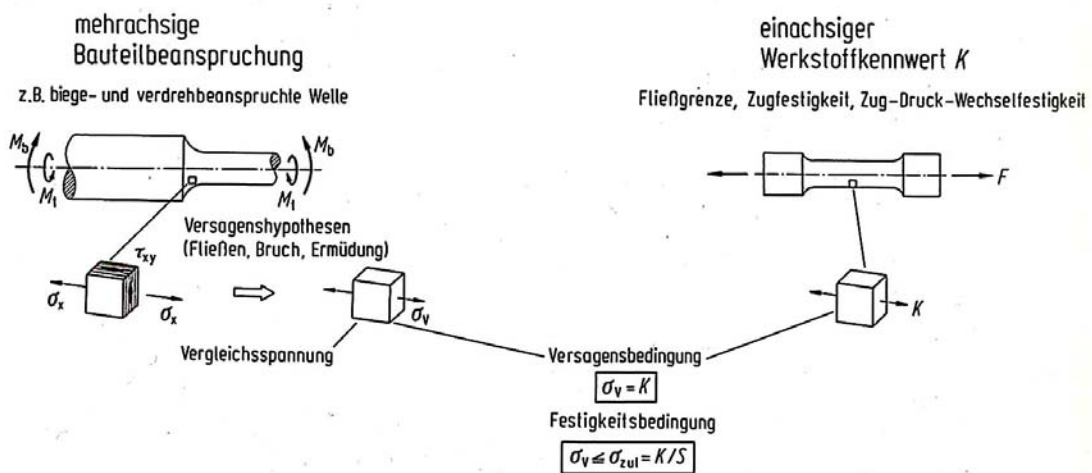 mehrachsige
Bauteilbeanspruchung
z.B. biege- und verdrehbeanspruchte Welle
M_b
M_t
M_b
M_t
Versagenshypothesen
(Fließen, Bruch, Ermüdung)
τ_xy
σ_x
σ_x
σ_V
Vergleichsspannung
einachsiger
Werkstoffkennwert K
Fließgrenze, Zugfestigkeit, Zug-Druck-Wechselfestigkeit
F
K
Versagensbedingung
σ_V = K
Festigkeitsbedingung
σ_V ≤ σ_zul = K/S